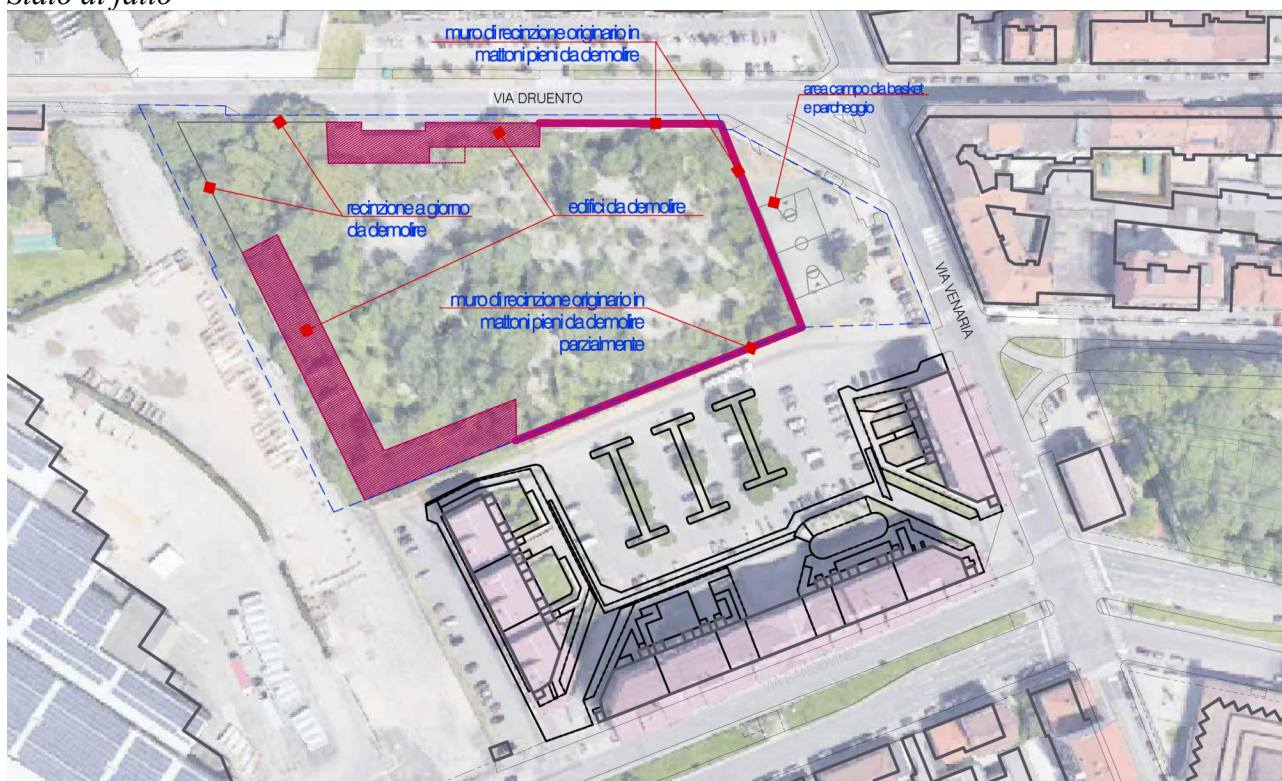 Stato di fatto
muro di recinzione originario in
mattoni pieni da demolire
area campo da basket
e parcheggio
VIA DRUENTO
recinzione a giorno
da demolire
edifici da demolire
VIA VENARIA
muro di recinzione originario in
mattoni pieni da demolire
parzialmente
VIA SANSOVINO